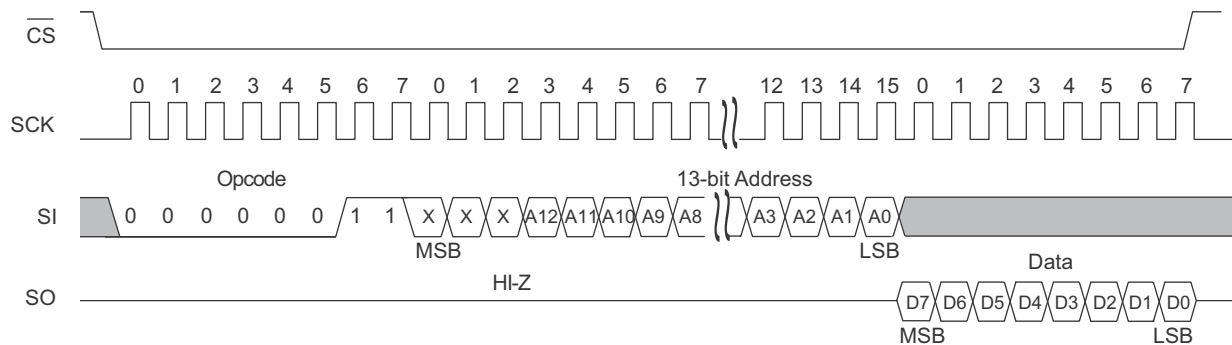 CS
0 1 2 3 4 5 6 7 0 1 2 3 4 5 6 7 12 13 14 15 0 1 2 3 4 5 6 7
SCK
Opcode 13-bit Address
SI 0 0 0 0 0 0 1 1 X X X A12 A11 A10 A9 A8 A3 A2 A1 A0
MSB LSB
HI-Z Data
SO D7 D6 D5 D4 D3 D2 D1 D0
MSB LSB